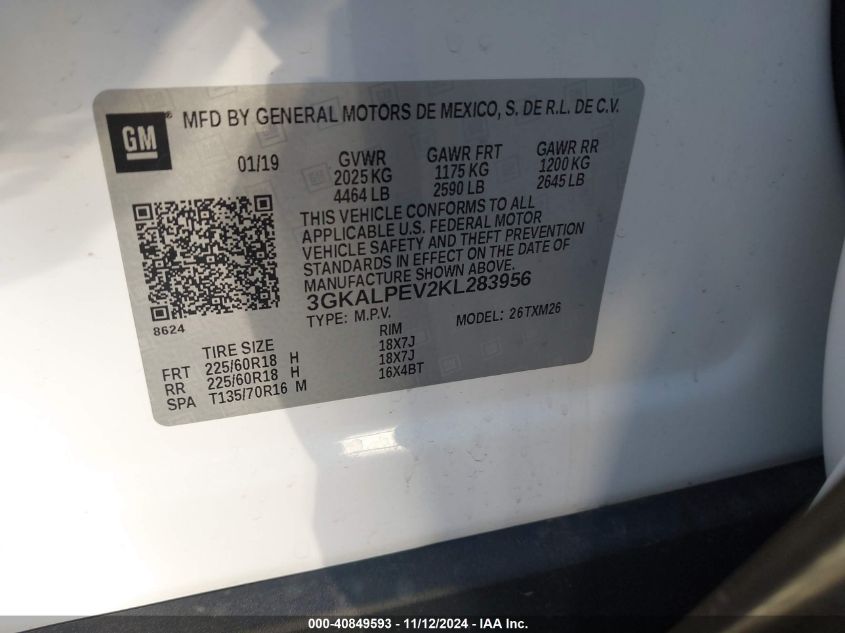 GM
MFD BY GENERAL MOTORS DE MEXICO, S. DE R.L. DE C.V.
01/19 GVWR GAWR FRT GAWR RR
2025 KG 1175 KG 1200 KG
4464 LB 2590 LB 2645 LB
THIS VEHICLE CONFORMS TO ALL
APPLICABLE U.S. FEDERAL MOTOR
VEHICLE SAFETY AND THEFT PREVENTION
STANDARDS IN EFFECT ON THE DATE OF
MANUFACTURE SHOWN ABOVE.
3GKALPEV2KL283956
8624
TYPE: M.P.V. MODEL: 26TXM26
TIRE SIZE RIM
FRT 225/60R18 H 18X7J
RR 225/60R18 H 18X7J
SPA T135/70R16 M 16X4BT
000-40849593 - 11/12/2024 - IAA Inc.